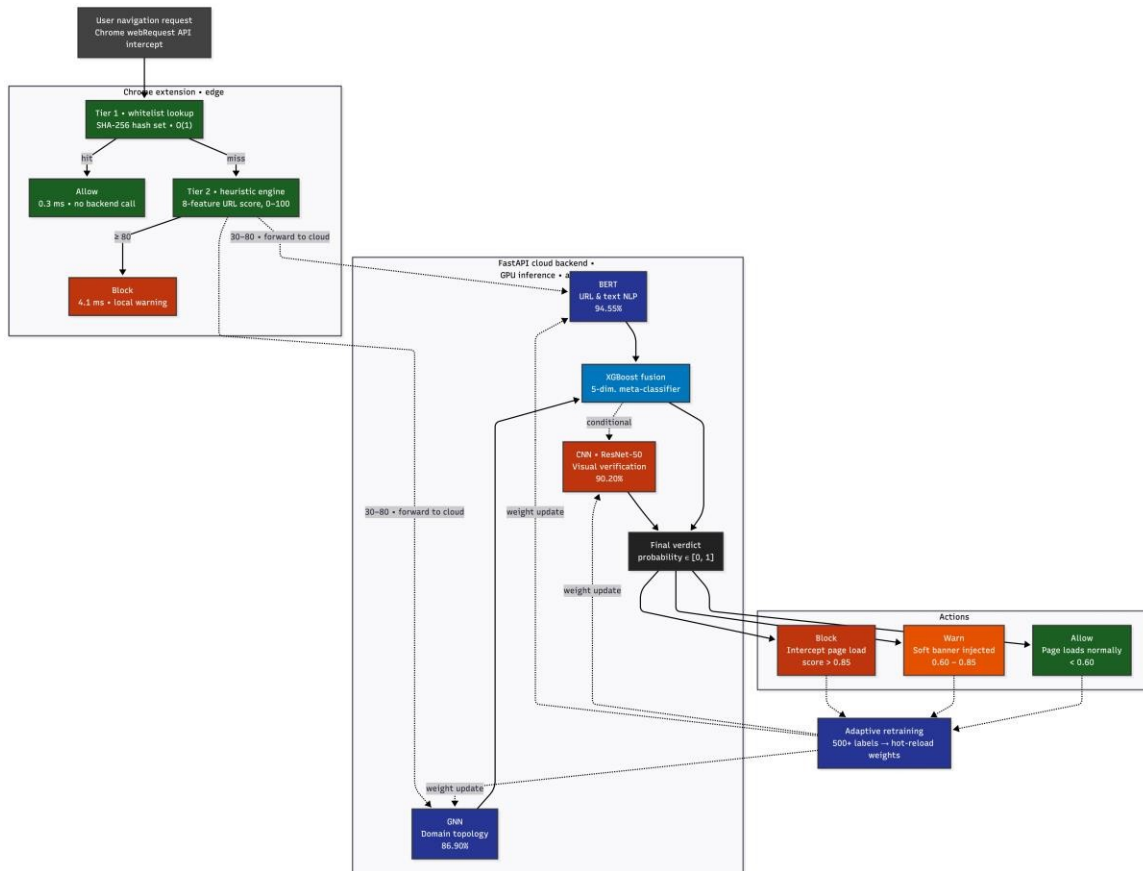 User navigation request
Chrome webRequest API
intercept
Chrome extension • edge
Tier 1 • whitelist lookup
SHA-256 hash set • O(1)
hit
miss
Allow
0.3 ms • no backend call
Tier 2 • heuristic engine
8-feature URL score, 0–100
≥ 80
30–80 • forward to cloud
Block
4.1 ms • local warning
FastAPI cloud backend •
GPU inference •
BERT
URL & text NLP
94.55%
XGBoost fusion
5-dim. meta-classifier
conditional
CNN • ResNet-50
Visual verification
90.20%
30–80 • forward to cloud
weight update
Final verdict
probability ∈ [0, 1]
weight update
Actions
Block
Intercept page load
score > 0.85
Warn
Soft banner injected
0.60 – 0.85
Allow
Page loads normally
< 0.60
Adaptive retraining
500+ labels → hot-reload
weights
weight update
GNN
Domain topology
86.90%